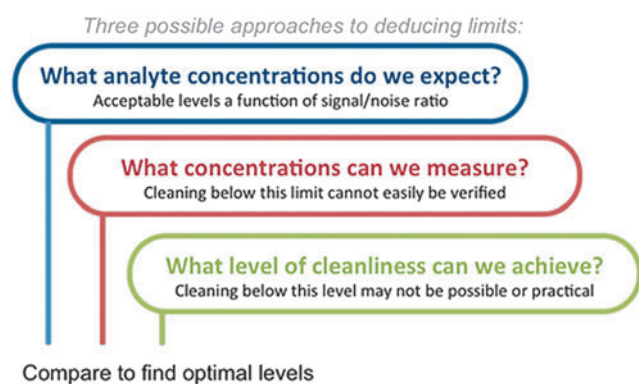 Three possible approaches to deducing limits:
What analyte concentrations do we expect?
Acceptable levels a function of signal/noise ratio
What concentrations can we measure?
Cleaning below this limit cannot easily be verified
What level of cleanliness can we achieve?
Cleaning below this level may not be possible or practical
Compare to find optimal levels